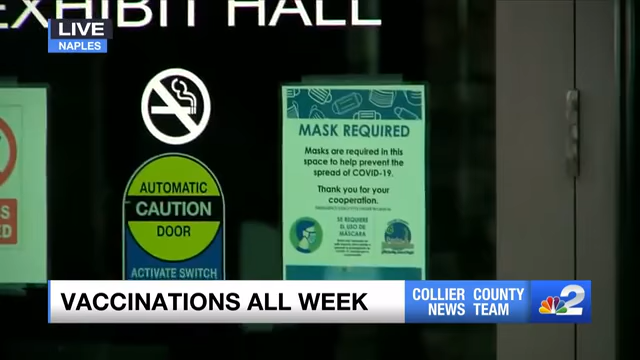 EXHIBIT HALL
LIVE
NAPLES
MASK REQUIRED
Masks are required in this
space to help prevent the
spread of COVID-19.
Thank you for your
cooperation.
SE REQUIERE
EL USO DE
MÁSCARA
AUTOMATIC
CAUTION
DOOR
ACTIVATE SWITCH
VACCINATIONS ALL WEEK
COLLIER COUNTY
NEWS TEAM
2